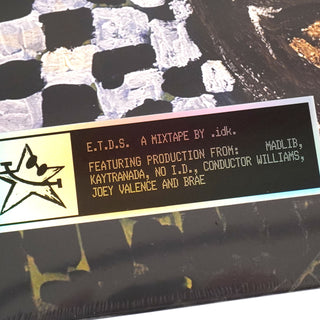 E.T.D.S. A MIXTAPE BY .idk.
FEATURING PRODUCTION FROM: MADLIB,
KAYTRANADA, NO I.D., CONDUCTOR WILLIAMS,
JOEY VALENCE AND BRAE